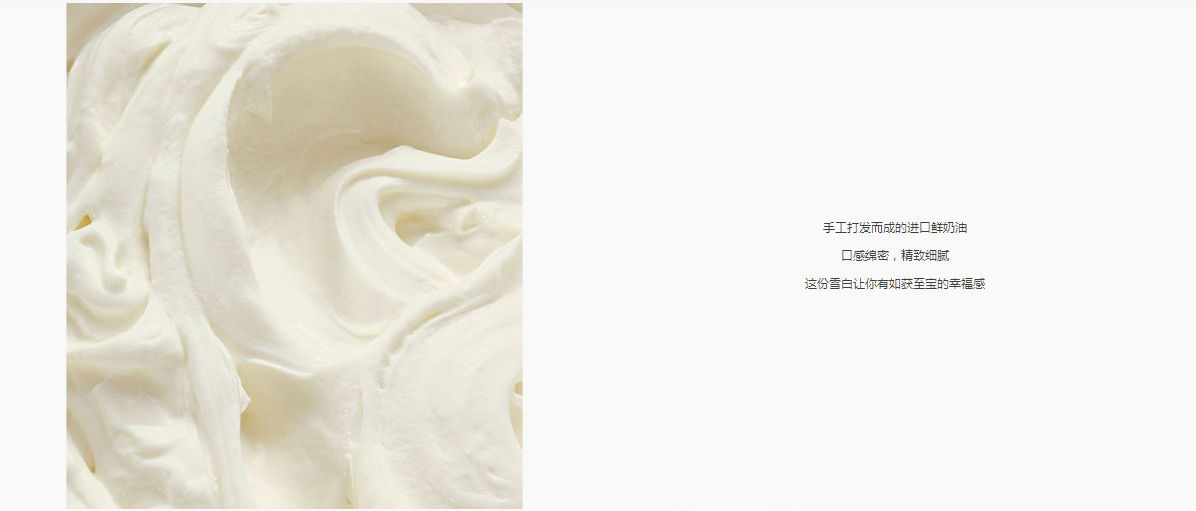 手工打发而成的进口鲜奶油
口感绵密，精致细腻
这份雪白让你有如获至宝的幸福感